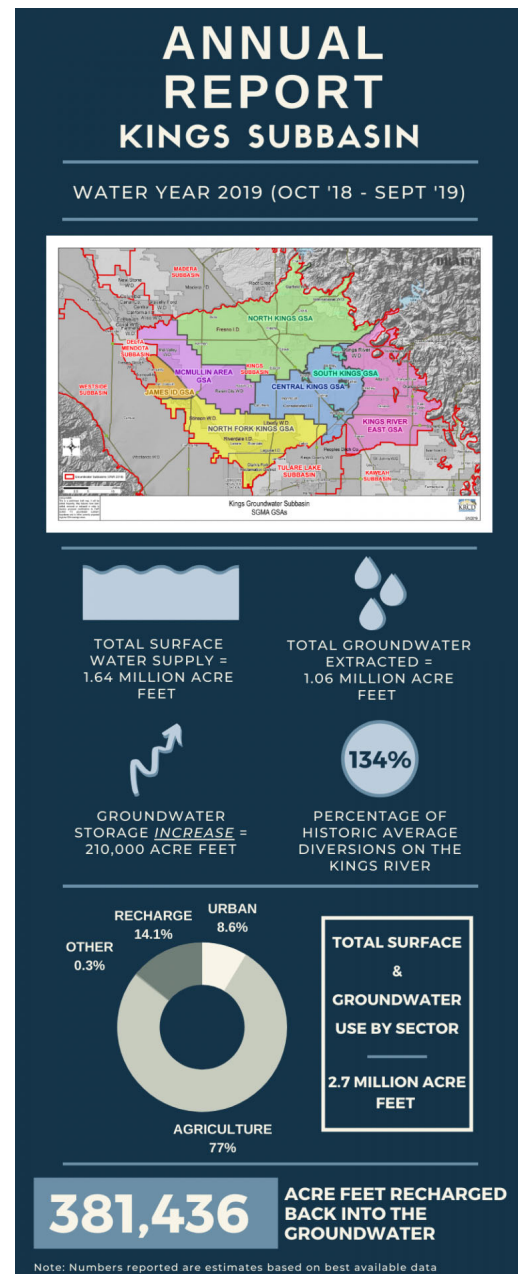 ANNUAL
REPORT
KINGS SUBBASIN
WATER YEAR 2019 (OCT '18 - SEPT '19)
DRAFT
MADERA
SUBBASIN
NORTH KINGS GSA
Fresno I.D.
DELTA
MENDOTA
SUBBASIN
MCMULLIN AREA
GSA
KINGS
SUBBASIN
SOUTH KINGS GSA
CENTRAL KINGS GSA
JAMES ID GSA
WESTSIDE
SUBBASIN
KINGS RIVER
EAST GSA
NORTH FORK KINGS GSA
Liberty W.D.
Riverdale I.D.
TULARE LAKE
SUBBASIN
KAWEAH
SUBBASIN
Kings Groundwater Subbasin
SGMA GSAs
KRCD
TOTAL SURFACE
WATER SUPPLY =
1.64 MILLION ACRE
FEET
TOTAL GROUNDWATER
EXTRACTED =
1.06 MILLION ACRE
FEET
GROUNDWATER
STORAGE INCREASE =
210,000 ACRE FEET
134%
PERCENTAGE OF
HISTORIC AVERAGE
DIVERSIONS ON THE
KINGS RIVER
URBAN
8.6%
RECHARGE
14.1%
OTHER
0.3%
AGRICULTURE
77%
TOTAL SURFACE
&
GROUNDWATER
USE BY SECTOR
2.7 MILLION ACRE
FEET
381,436
ACRE FEET RECHARGED
BACK INTO THE
GROUNDWATER
Note: Numbers reported are estimates based on best available data